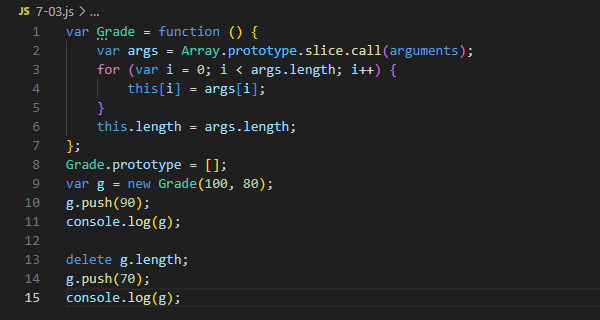 JS 7-03.js > ...
1 var Grade = function () {
2     var args = Array.prototype.slice.call(arguments);
3     for (var i = 0; i < args.length; i++) {
4         this[i] = args[i];
5     }
6     this.length = args.length;
7 };
8 Grade.prototype = [];
9 var g = new Grade(100, 80);
10 g.push(90);
11 console.log(g);
12
13 delete g.length;
14 g.push(70);
15 console.log(g);